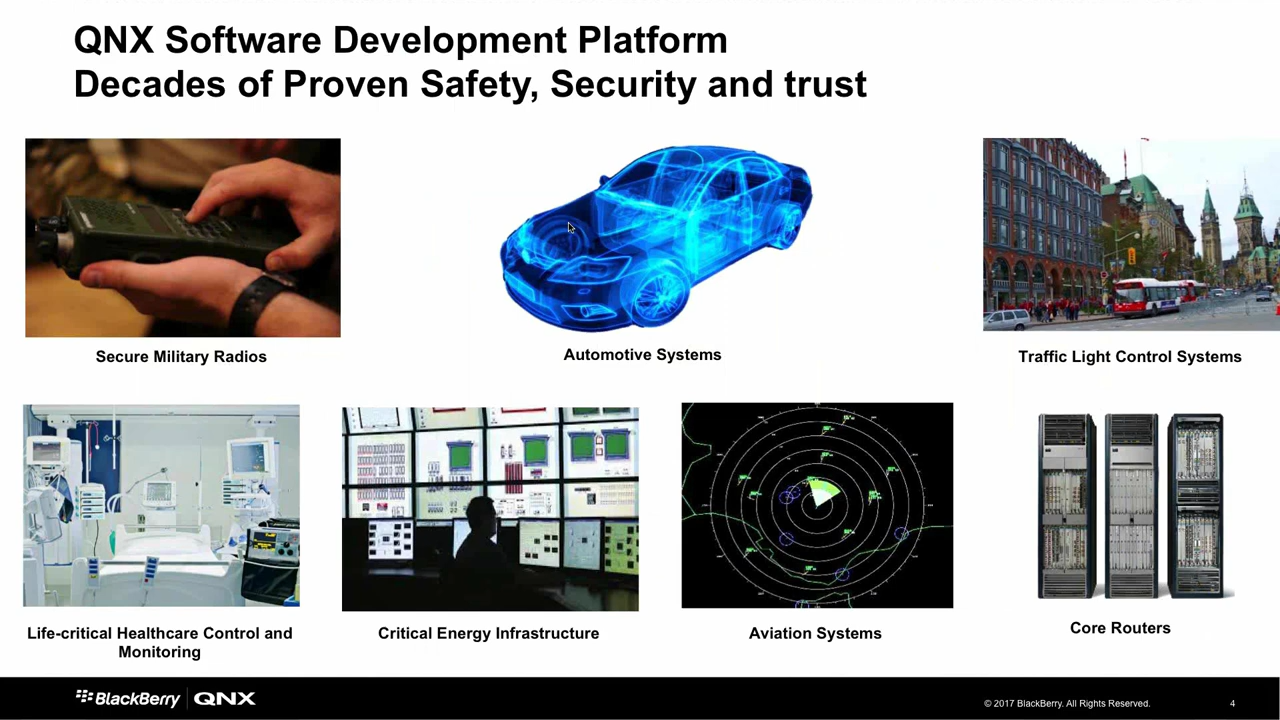 QNX Software Development Platform
Decades of Proven Safety, Security and trust
Secure Military Radios
Automotive Systems
Traffic Light Control Systems
Life-critical Healthcare Control and
Monitoring
Critical Energy Infrastructure
Aviation Systems
Core Routers
BlackBerry QNX
© 2017 BlackBerry. All Rights Reserved.
4